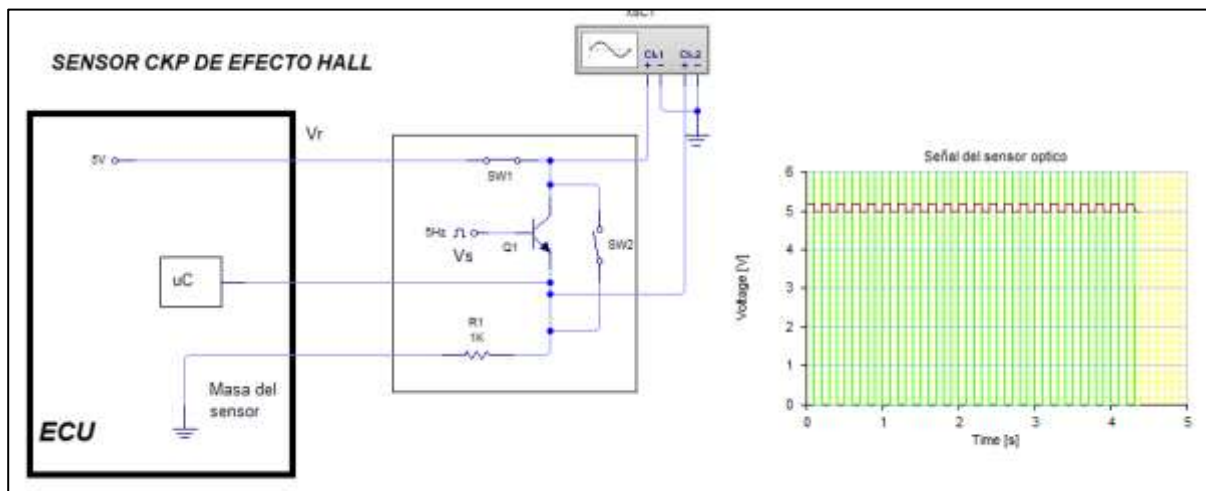 XSC1
SENSOR CKP DE EFECTO HALL
Ch1 Ch2
+ − + −
Vr
5V
SW1
5Hz
Vs
Q1
SW2
uC
R1
1K
Masa del
sensor
ECU
Señal del sensor optico
Voltage [V]
6
5
4
3
2
1
0
0 1 2 3 4 5
Time [s]